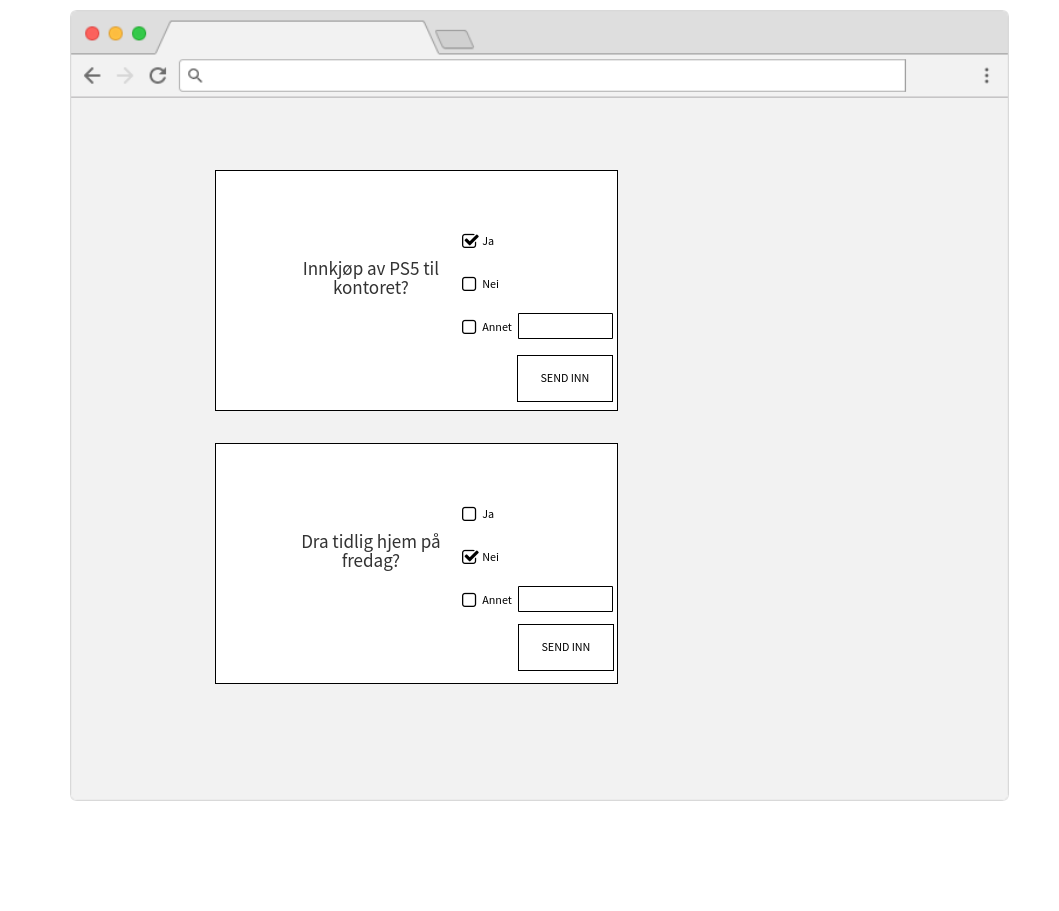 Ja
Innkjøp av PS5 til
kontoret?
Nei
Annet
SEND INN
Ja
Dra tidlig hjem på
fredag?
Nei
Annet
SEND INN